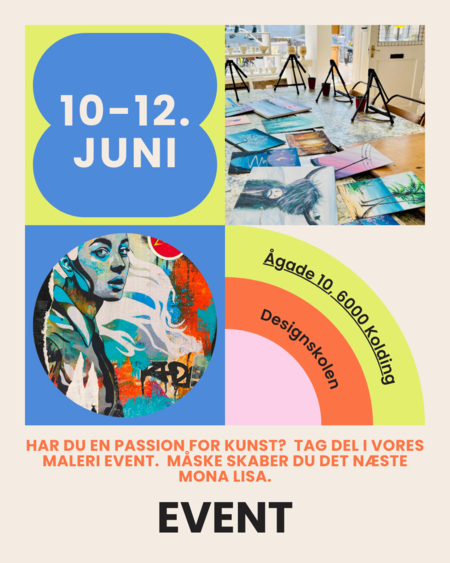 10-12.
JUNI
Ågade 10, 6000 Kolding
Designskolen
HAR DU EN PASSION FOR KUNST? TAG DEL I VORES
MALERI EVENT. MÅSKE SKABER DU DET NÆSTE
MONA LISA.
EVENT